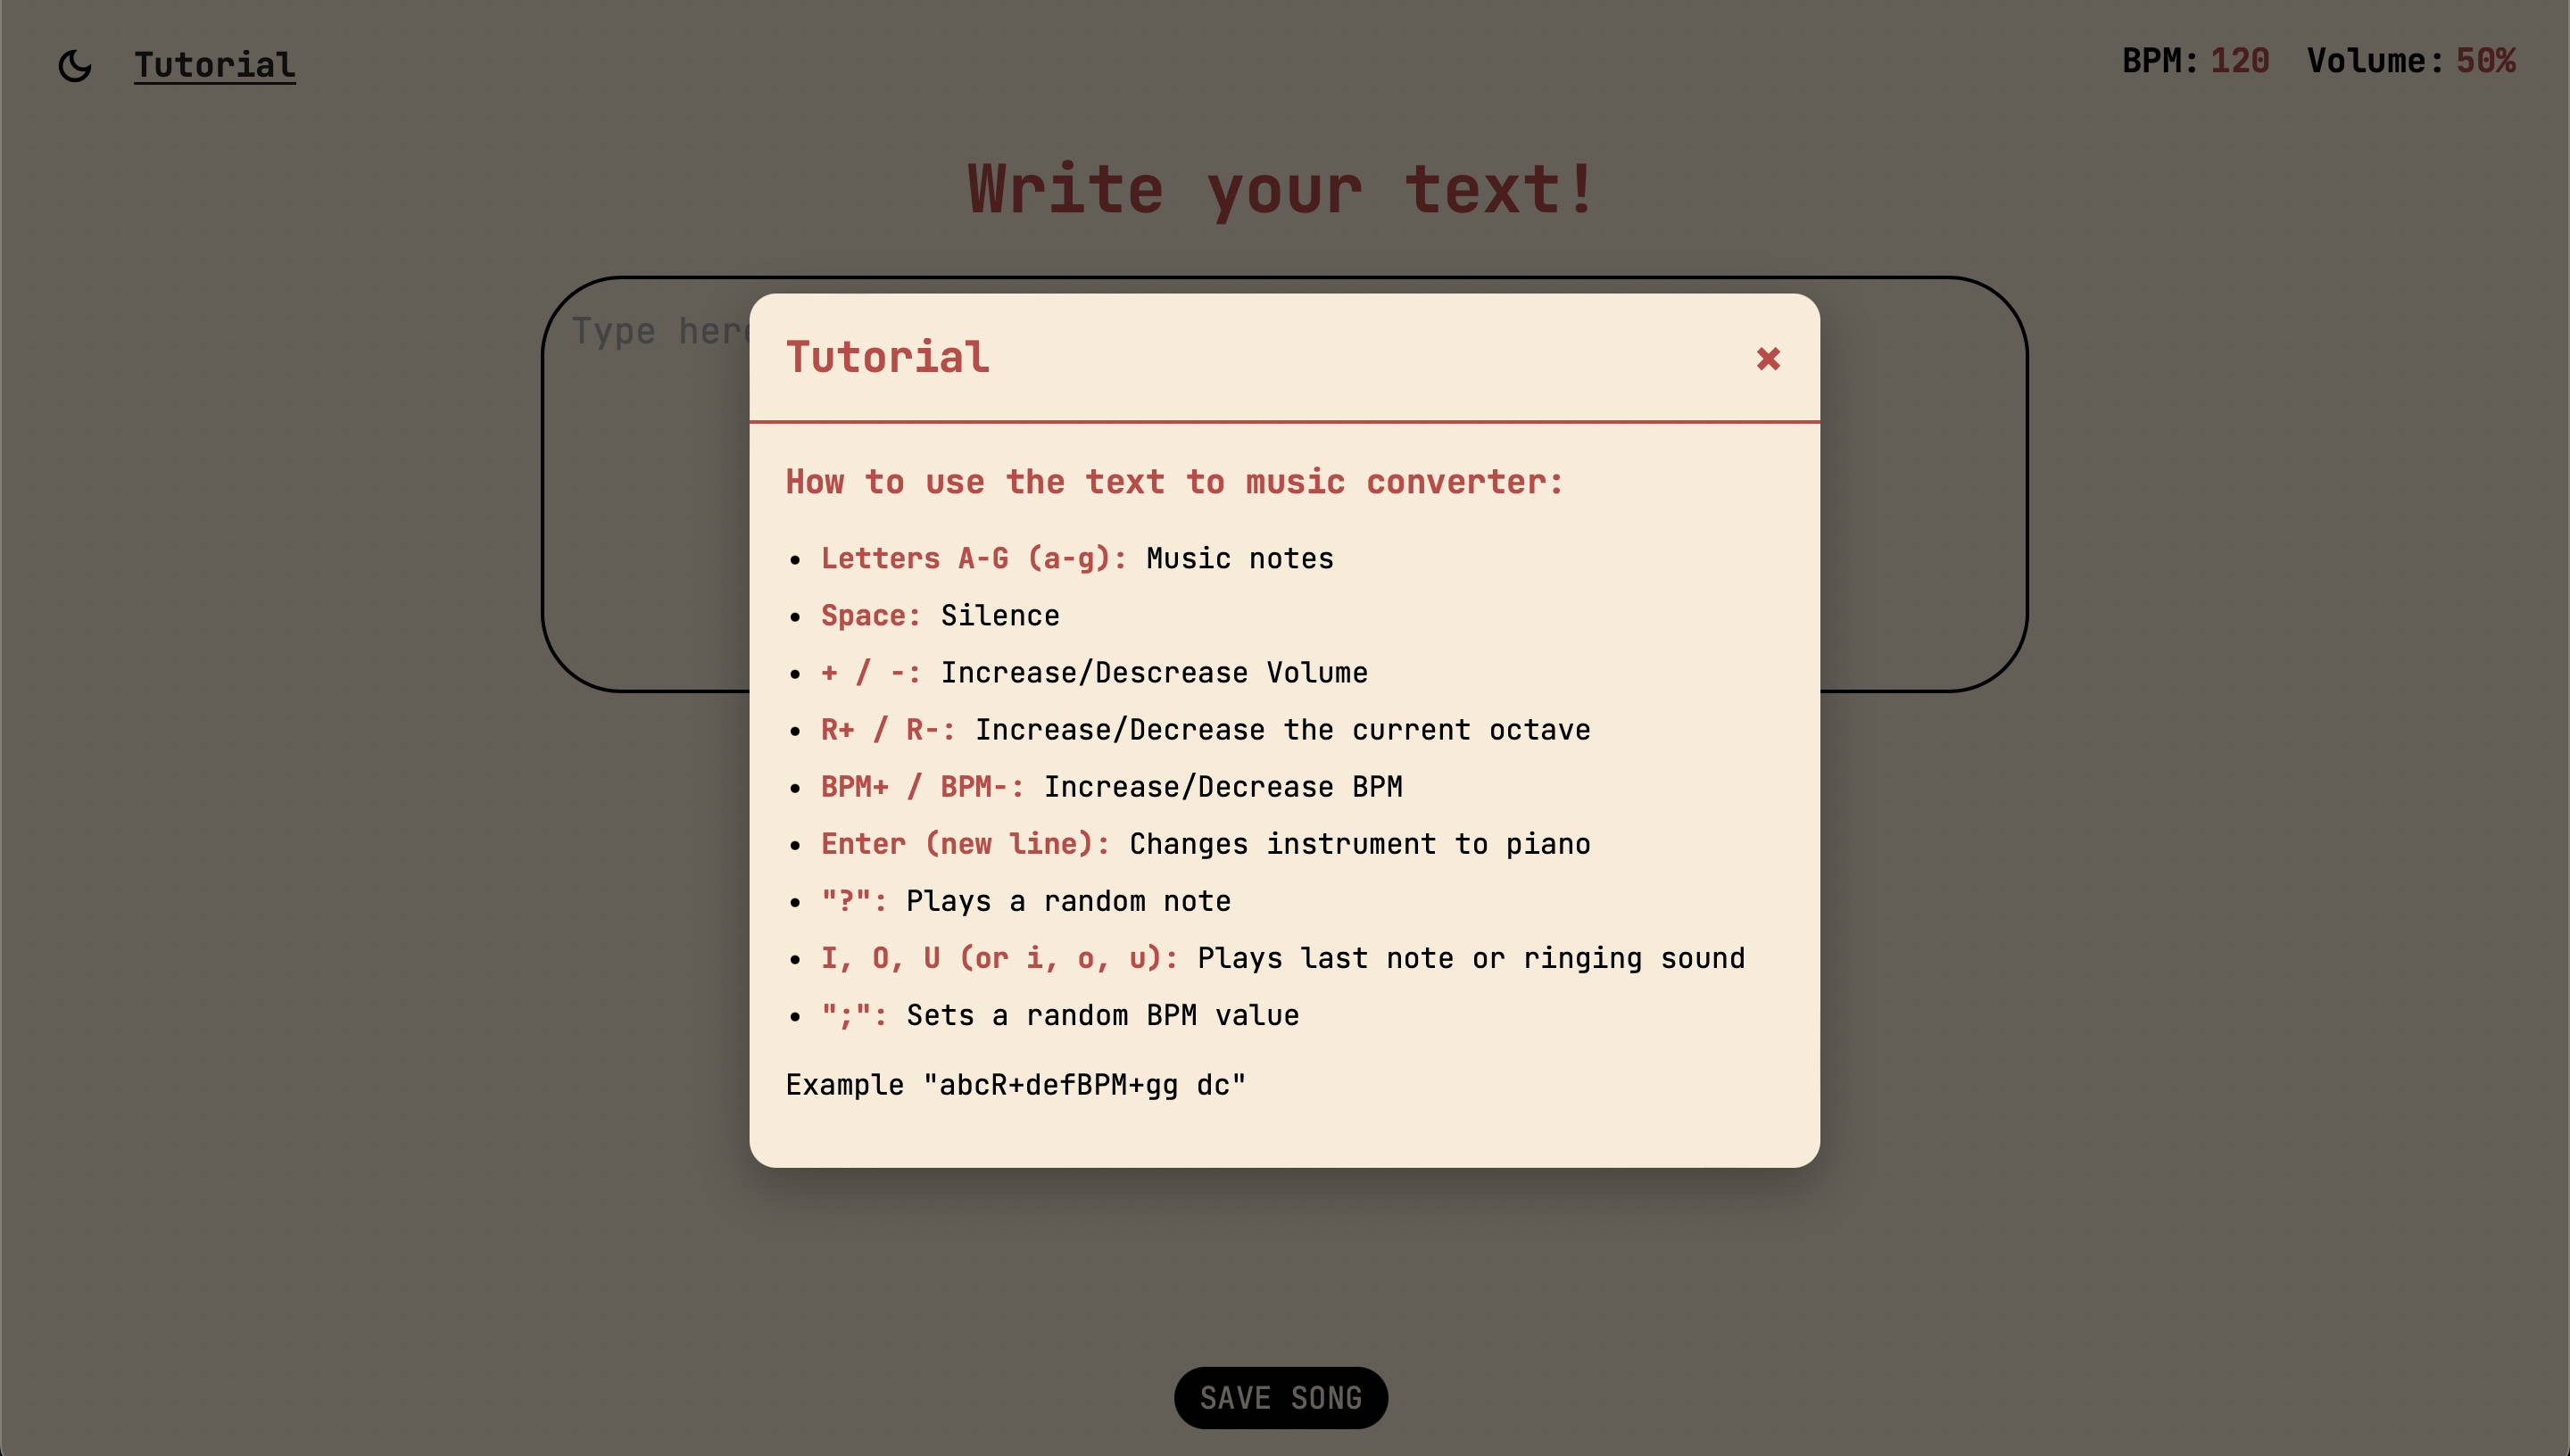 Tutorial
BPM: 120 Volume: 50%
Write your text!
Type here
Tutorial
How to use the text to music converter:
• Letters A-G (a-g): Music notes
• Space: Silence
• + / -: Increase/Descrease Volume
• R+ / R-: Increase/Decrease the current octave
• BPM+ / BPM-: Increase/Decrease BPM
• Enter (new line): Changes instrument to piano
• "?": Plays a random note
• I, O, U (or i, o, u): Plays last note or ringing sound
• ";": Sets a random BPM value
Example "abcR+defBPM+gg dc"
SAVE SONG